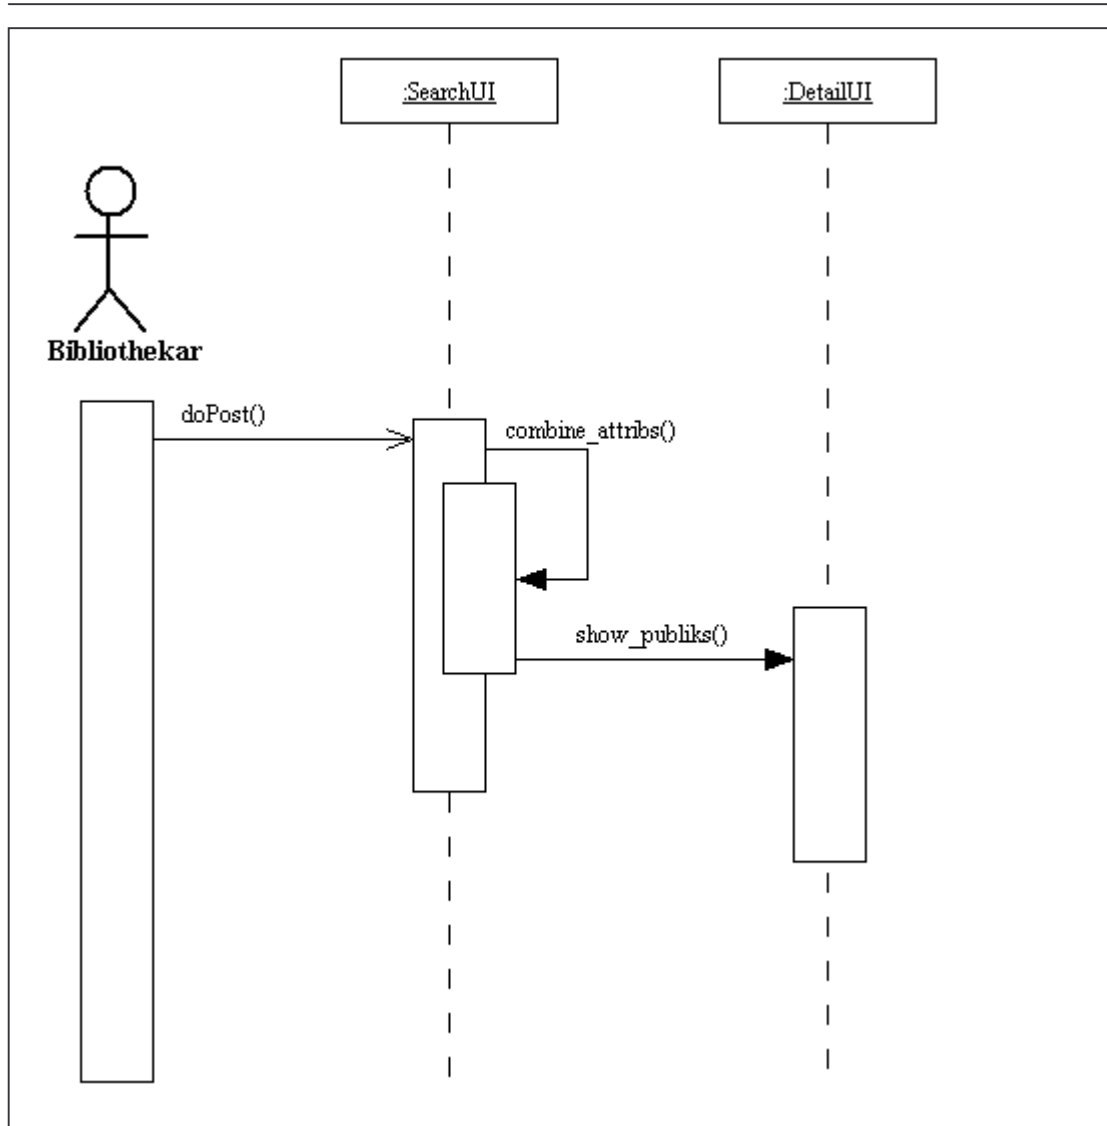 :SearchUI
:DetailUI
Bibliothekar
doPost()
combine_attribs()
show_publiks()